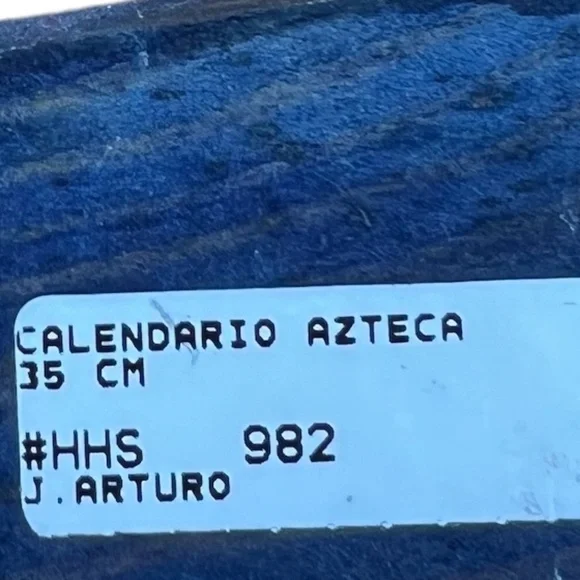 CALENDARIO AZTECA
35 CM
#HHS 982
J.ARTURO